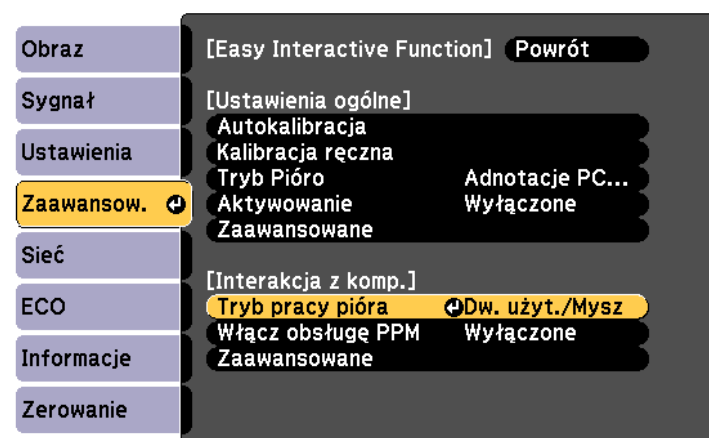 Obraz
Sygnał
Ustawienia
Zaawansow.
Sieć
ECO
Informacje
Zerowanie
[Easy Interactive Function] Powrót
[Ustawienia ogólne]
Autokalibracja
Kalibracja ręczna
Tryb Pióro Adnotacje PC...
Aktywowanie Wyłączone
Zaawansowane
[Interakcja z komp.]
Tryb pracy pióra Dw. użyt./Mysz
Włącz obsługę PPM Wyłączone
Zaawansowane